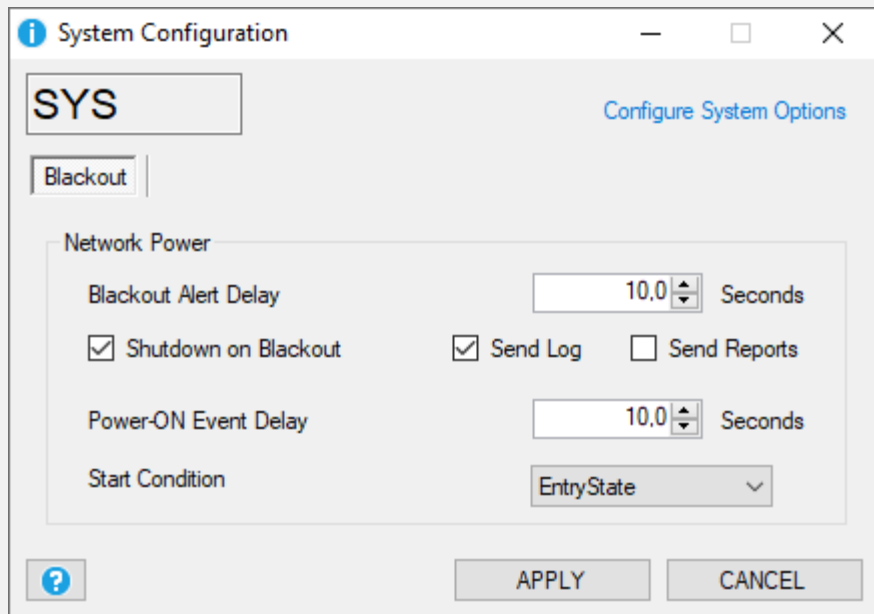 System Configuration
SYS
Configure System Options
Blackout
Network Power
Blackout Alert Delay 10,0 Seconds
Shutdown on Blackout Send Log Send Reports
Power-ON Event Delay 10,0 Seconds
Start Condition EntryState
APPLY CANCEL